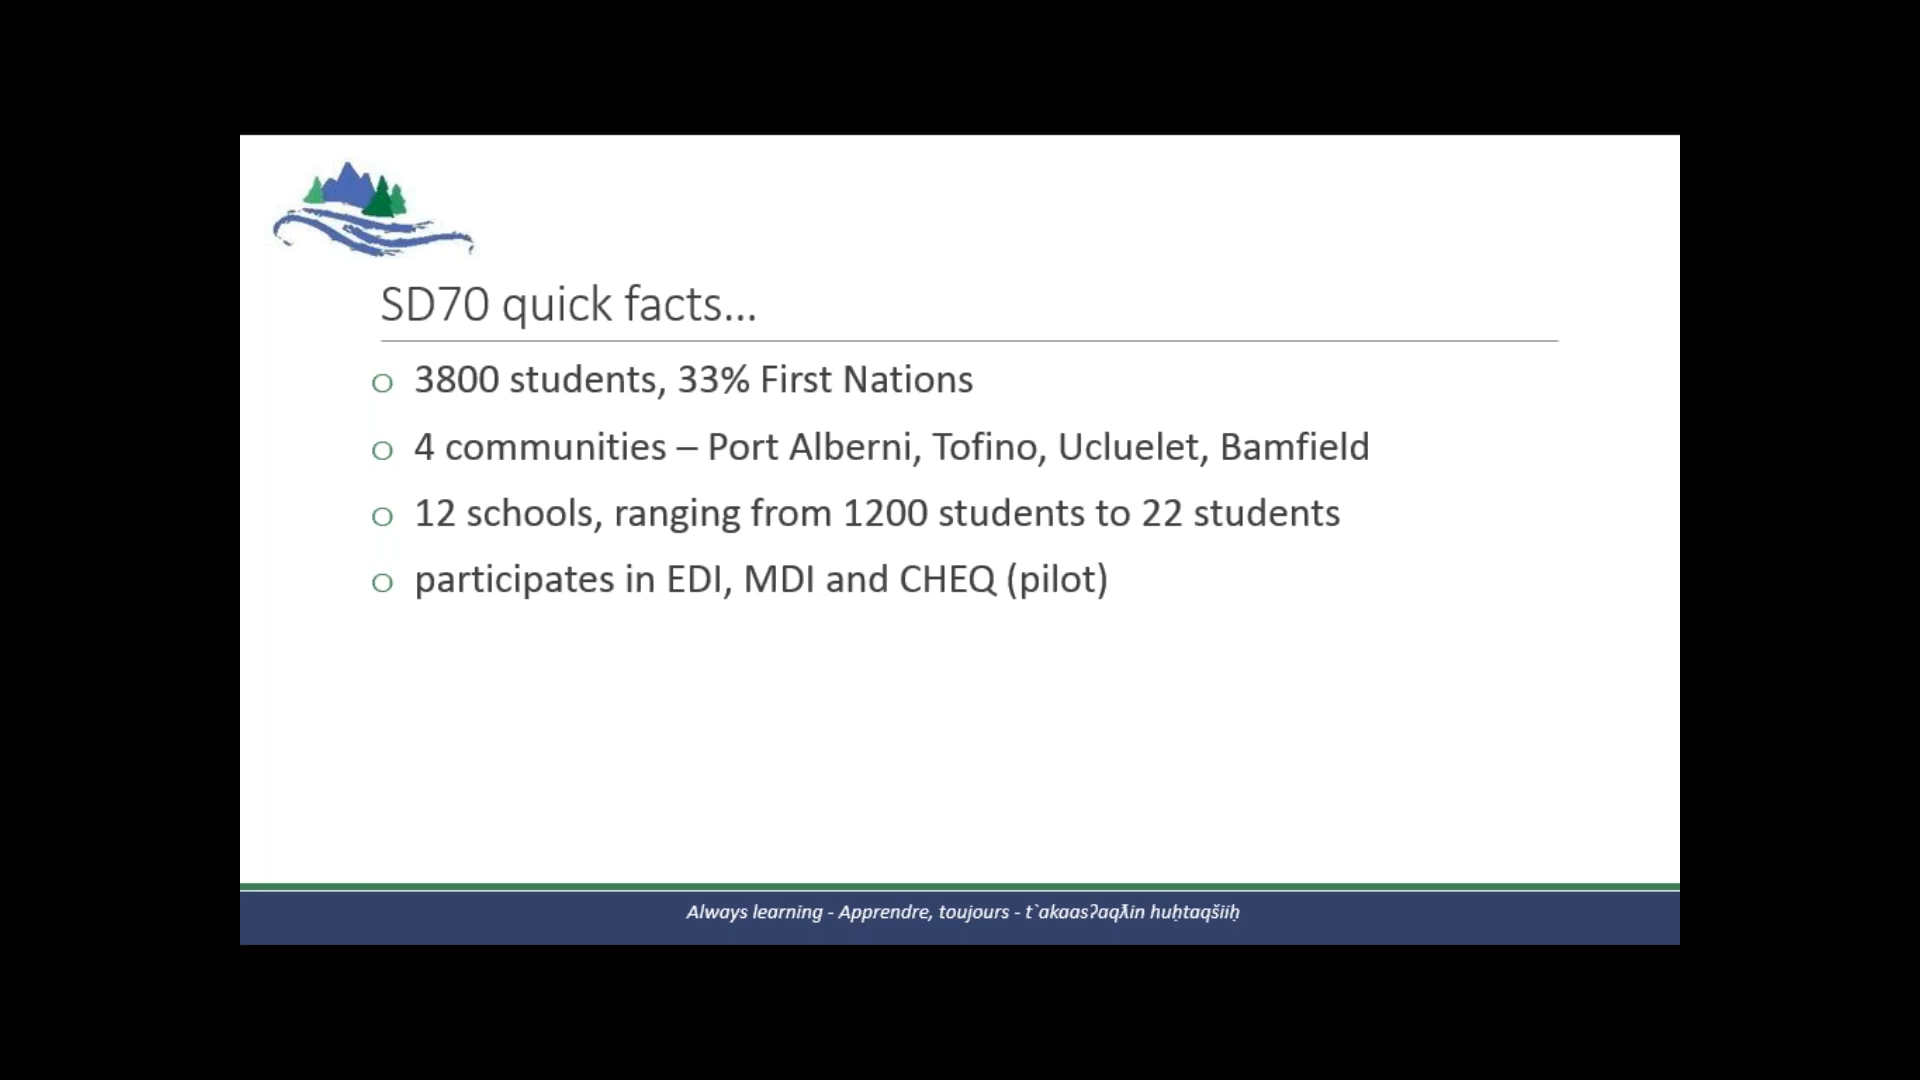 SD70 quick facts...
3800 students, 33% First Nations
4 communities – Port Alberni, Tofino, Ucluelet, Bamfield
12 schools, ranging from 1200 students to 22 students
participates in EDI, MDI and CHEQ (pilot)
Always learning - Apprendre, toujours - t`akaasʔaqƛin huḥtaqšiiḥ